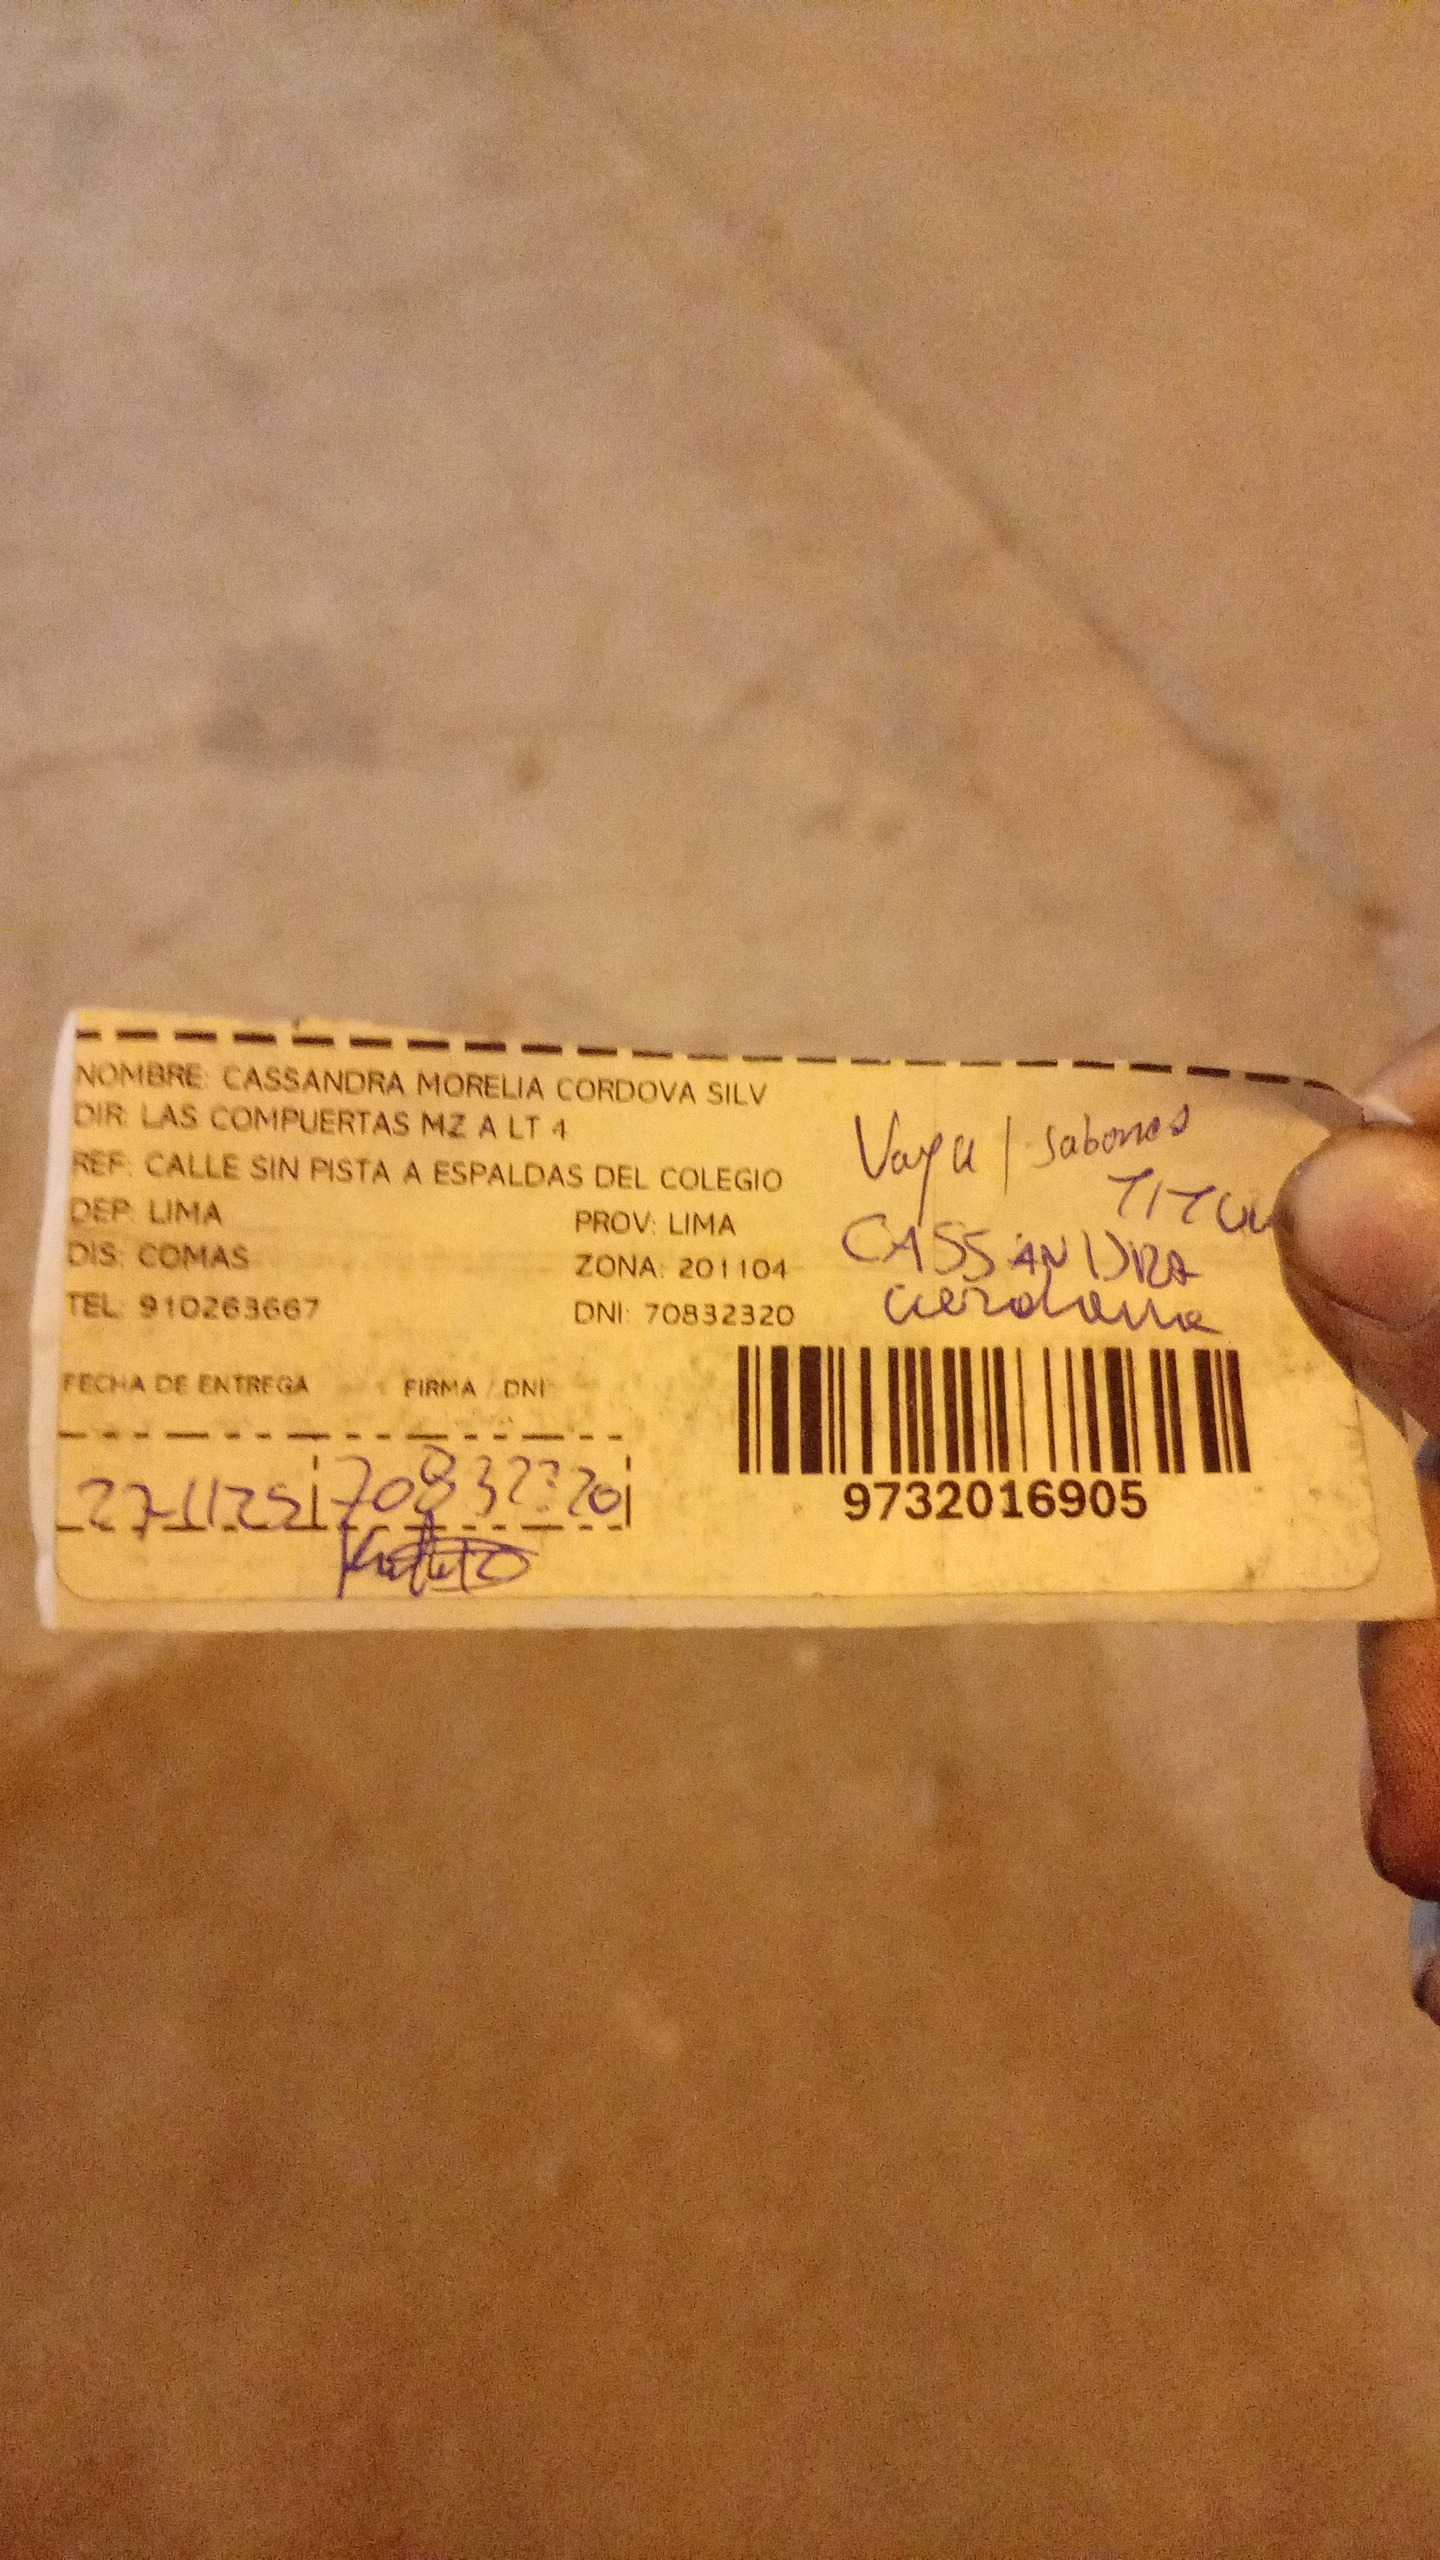 NOMBRE: CASSANDRA MORELIA CORDOVA SILV
DIR: LAS COMPUERTAS MZ A LT 4
REF: CALLE SIN PISTA A ESPALDAS DEL COLEGIO
DEP: LIMA PROV: LIMA
DIS: COMAS ZONA: 201104
TEL: 910263667 DNI: 70832320
CASSANDRA
FECHA DE ENTREGA FIRMA / DNI
27-11-25 70832320
9732016905